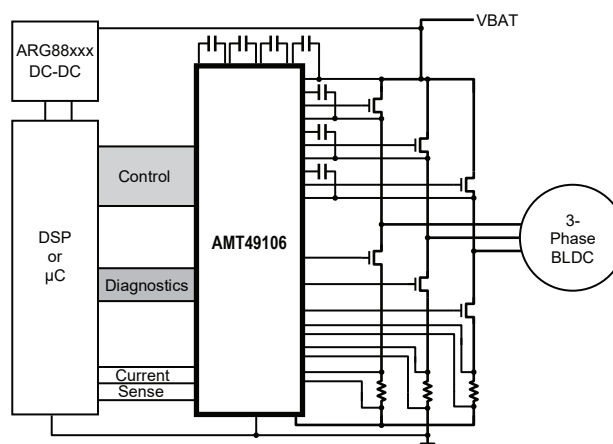 VBAT
ARG88xxx
DC-DC
DSP
or
µC
Control
Diagnostics
Current
Sense
AMT49106
3-
Phase
BLDC